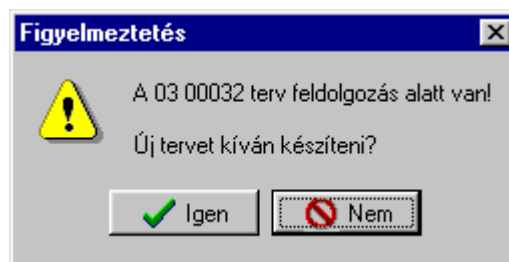 Figyelmeztetés
A 03 00032 terv feldolgozás alatt van!
Új tervet kíván készíteni?
Igen
Nem